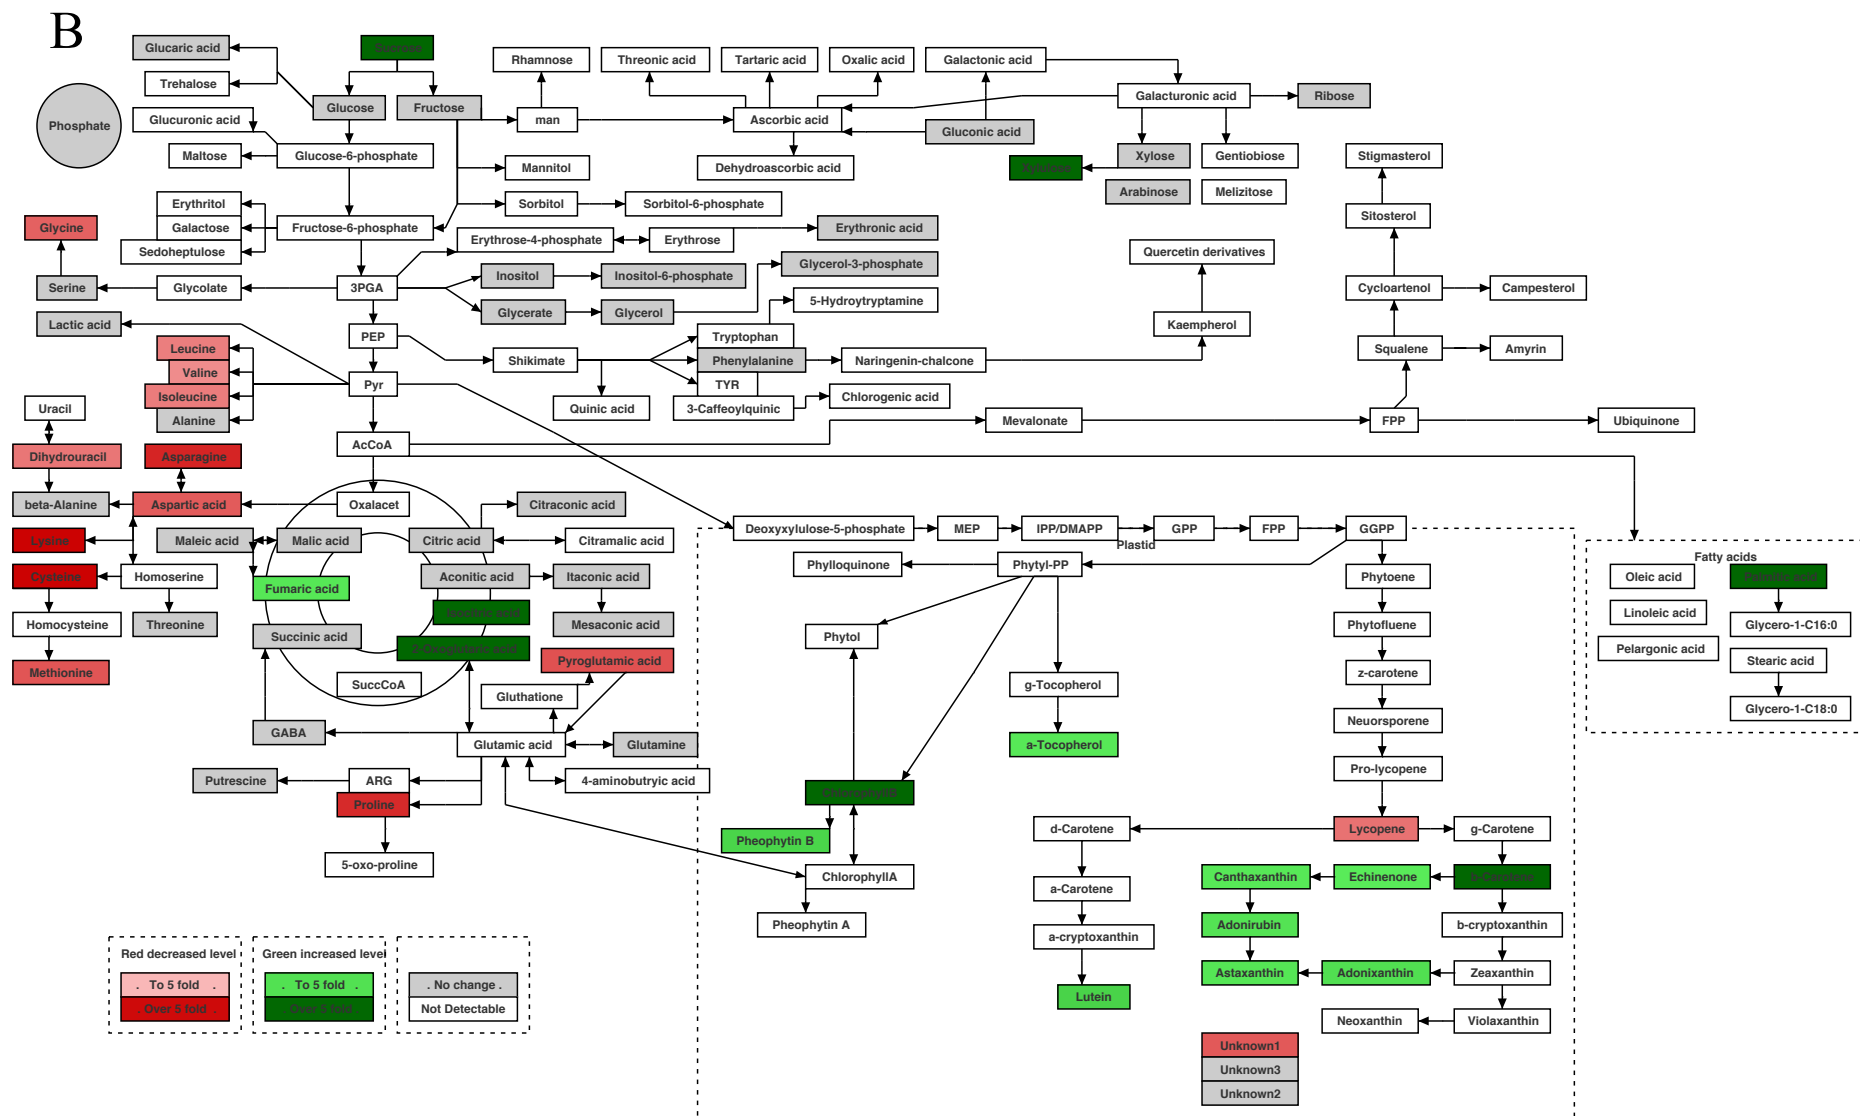 B
Glucaric acid
Sucrose
Rhamnose
Threonic acid
Tartaric acid
Oxalic acid
Galactonic acid
Trehalose
Phosphate
Glucose
Fructose
Galacturonic acid
Ribose
Glucuronic acid
man
Ascorbic acid
Gluconic acid
Maltose
Glucose-6-phosphate
Mannitol
Dehydroascorbic acid
Xylulose
Xylose
Gentiobiose
Stigmasterol
Arabinose
Melizitose
Erythritol
Sorbitol
Sorbitol-6-phosphate
Sitosterol
Glycine
Galactose
Fructose-6-phosphate
Erythrose-4-phosphate
Erythrose
Erythronic acid
Sedoheptulose
Quercetin derivatives
Inositol
Inositol-6-phosphate
Glycerol-3-phosphate
Serine
Glycolate
3PGA
5-Hydroytryptamine
Cycloartenol
Campesterol
Glycerate
Glycerol
Lactic acid
Kaempherol
PEP
Tryptophan
Leucine
Shikimate
Phenylalanine
Naringenin-chalcone
Squalene
Amyrin
Valine
Pyr
TYR
Isoleucine
Chlorogenic acid
Uracil
Quinic acid
3-Caffeoylquinic
Alanine
Mevalonate
FPP
Ubiquinone
AcCoA
Dihydrouracil
Asparagine
beta-Alanine
Aspartic acid
Oxalacet
Citraconic acid
Deoxyxylulose-5-phosphate
MEP
IPP/DMAPP
GPP
FPP
GGPP
Plastid
Lysine
Maleic acid
Malic acid
Citric acid
Citramalic acid
Fatty acids
Phylloquinone
Phytyl-PP
Cysteine
Homoserine
Aconitic acid
Itaconic acid
Phytoene
Oleic acid
Palmitic acid
Fumaric acid
Isocitric acid
Linoleic acid
Homocysteine
Threonine
Mesaconic acid
Phytofluene
Glycero-1-C16:0
Succinic acid
Phytol
2-Oxoglutaric acid
Pelargonic acid
Methionine
Pyroglutamic acid
z-carotene
Stearic acid
SuccCoA
g-Tocopherol
Gluthatione
Glycero-1-C18:0
Neuorsporene
GABA
Glutamic acid
Glutamine
a-Tocopherol
Putrescine
ARG
4-aminobutryic acid
Pro-lycopene
Proline
ChlorophyllB
Pheophytin B
d-Carotene
Lycopene
g-Carotene
5-oxo-proline
ChlorophyllA
a-Carotene
Canthaxanthin
Echinenone
b-Carotene
Pheophytin A
a-cryptoxanthin
Adonirubin
b-cryptoxanthin
Red decreased level
Green increased level
Astaxanthin
Adonixanthin
Zeaxanthin
. To 5 fold .
. To 5 fold .
. No change .
Lutein
. Over 5 fold .
. Over 5 fold .
Not Detectable
Neoxanthin
Violaxanthin
Unknown1
Unknown3
Unknown2